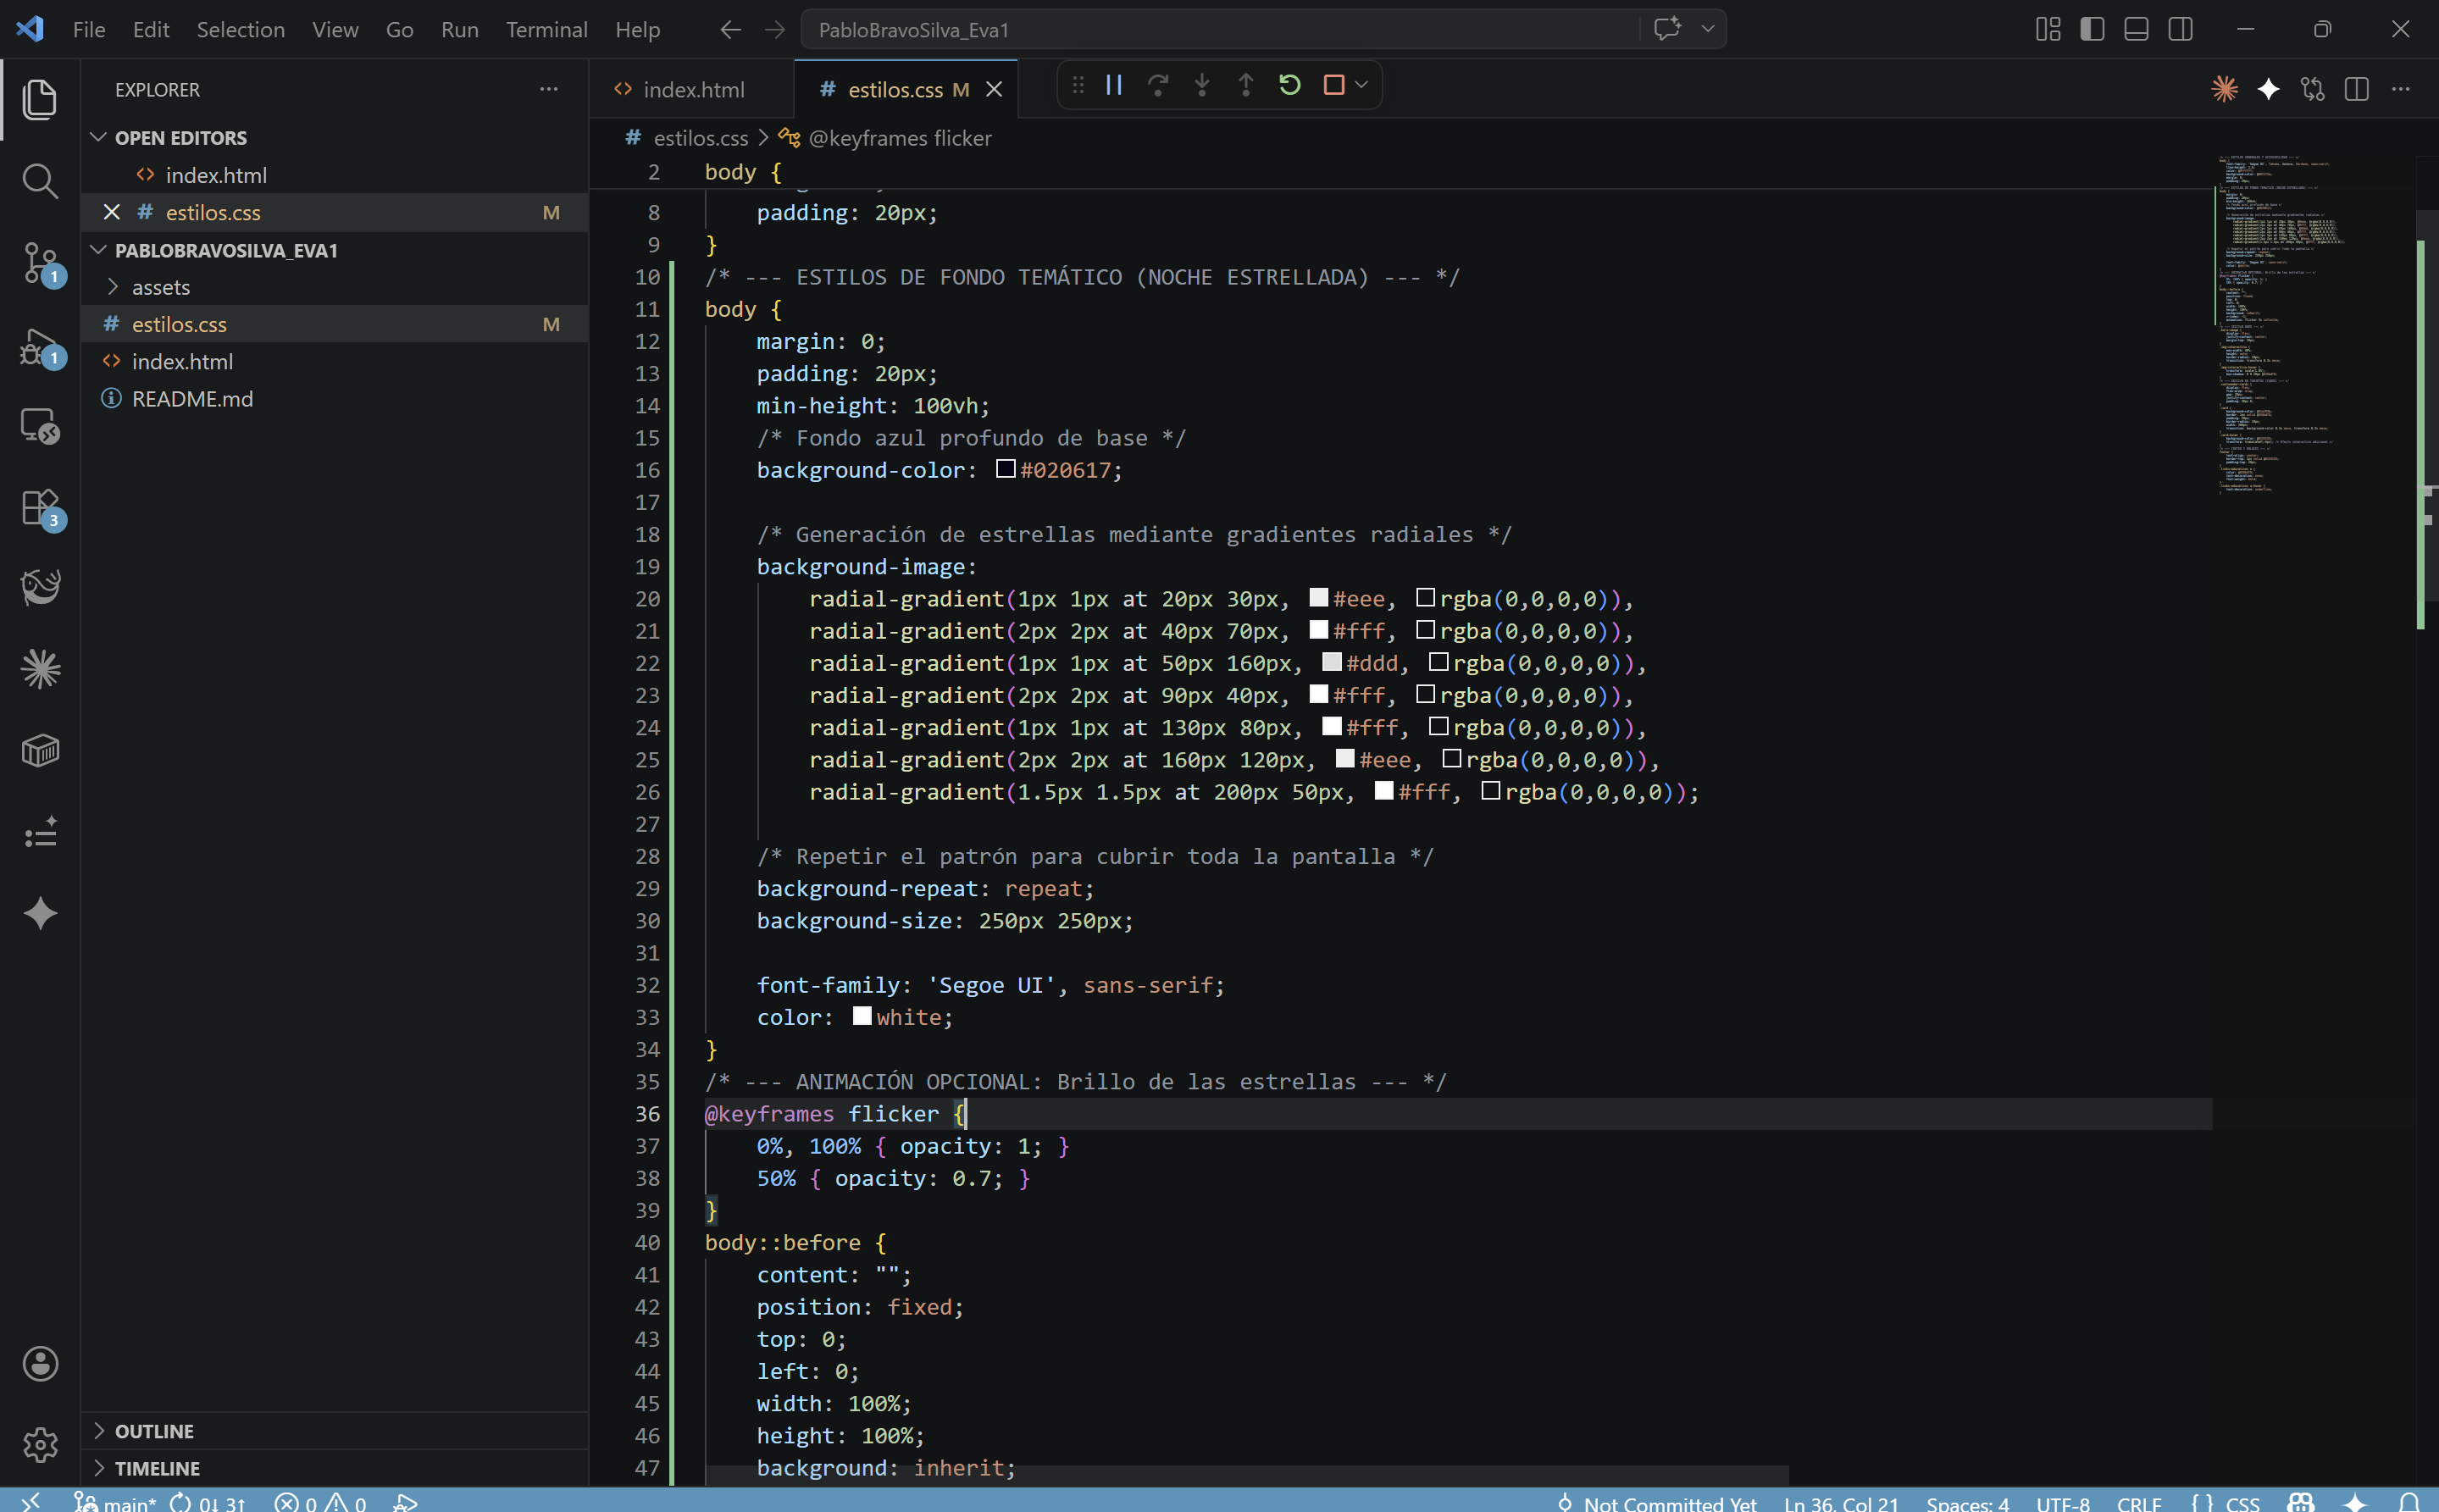 File Edit Selection View Go Run Terminal Help
PabloBravoSilva_Eva1
EXPLORER
OPEN EDITORS
index.html
estilos.css M
PABLOBRAVOSILVA_EVA1
assets
estilos.css M
index.html
README.md
OUTLINE
TIMELINE
1
1
3
index.html
estilos.css M
estilos.css > @keyframes flicker
2 body {
8 padding: 20px;
9 }
10 /* --- ESTILOS DE FONDO TEMÁTICO (NOCHE ESTRELLADA) --- */
11 body {
12 margin: 0;
13 padding: 20px;
14 min-height: 100vh;
15 /* Fondo azul profundo de base */
16 background-color: #020617;
17
18 /* Generación de estrellas mediante gradientes radiales */
19 background-image:
20 radial-gradient(1px 1px at 20px 30px, #eee, rgba(0,0,0,0)),
21 radial-gradient(2px 2px at 40px 70px, #fff, rgba(0,0,0,0)),
22 radial-gradient(1px 1px at 50px 160px, #ddd, rgba(0,0,0,0)),
23 radial-gradient(2px 2px at 90px 40px, #fff, rgba(0,0,0,0)),
24 radial-gradient(1px 1px at 130px 80px, #fff, rgba(0,0,0,0)),
25 radial-gradient(2px 2px at 160px 120px, #eee, rgba(0,0,0,0)),
26 radial-gradient(1.5px 1.5px at 200px 50px, #fff, rgba(0,0,0,0));
27
28 /* Repetir el patrón para cubrir toda la pantalla */
29 background-repeat: repeat;
30 background-size: 250px 250px;
31
32 font-family: 'Segoe UI', sans-serif;
33 color: white;
34 }
35 /* --- ANIMACIÓN OPCIONAL: Brillo de las estrellas --- */
36 @keyframes flicker {
37 0%, 100% { opacity: 1; }
38 50% { opacity: 0.7; }
39 }
40 body::before {
41 content: "";
42 position: fixed;
43 top: 0;
44 left: 0;
45 width: 100%;
46 height: 100%;
47 background: inherit;
main* 0↓ 3↑ 0 0 Not Committed Yet Ln 36, Col 21 Spaces: 4 UTF-8 CRLF {} CSS